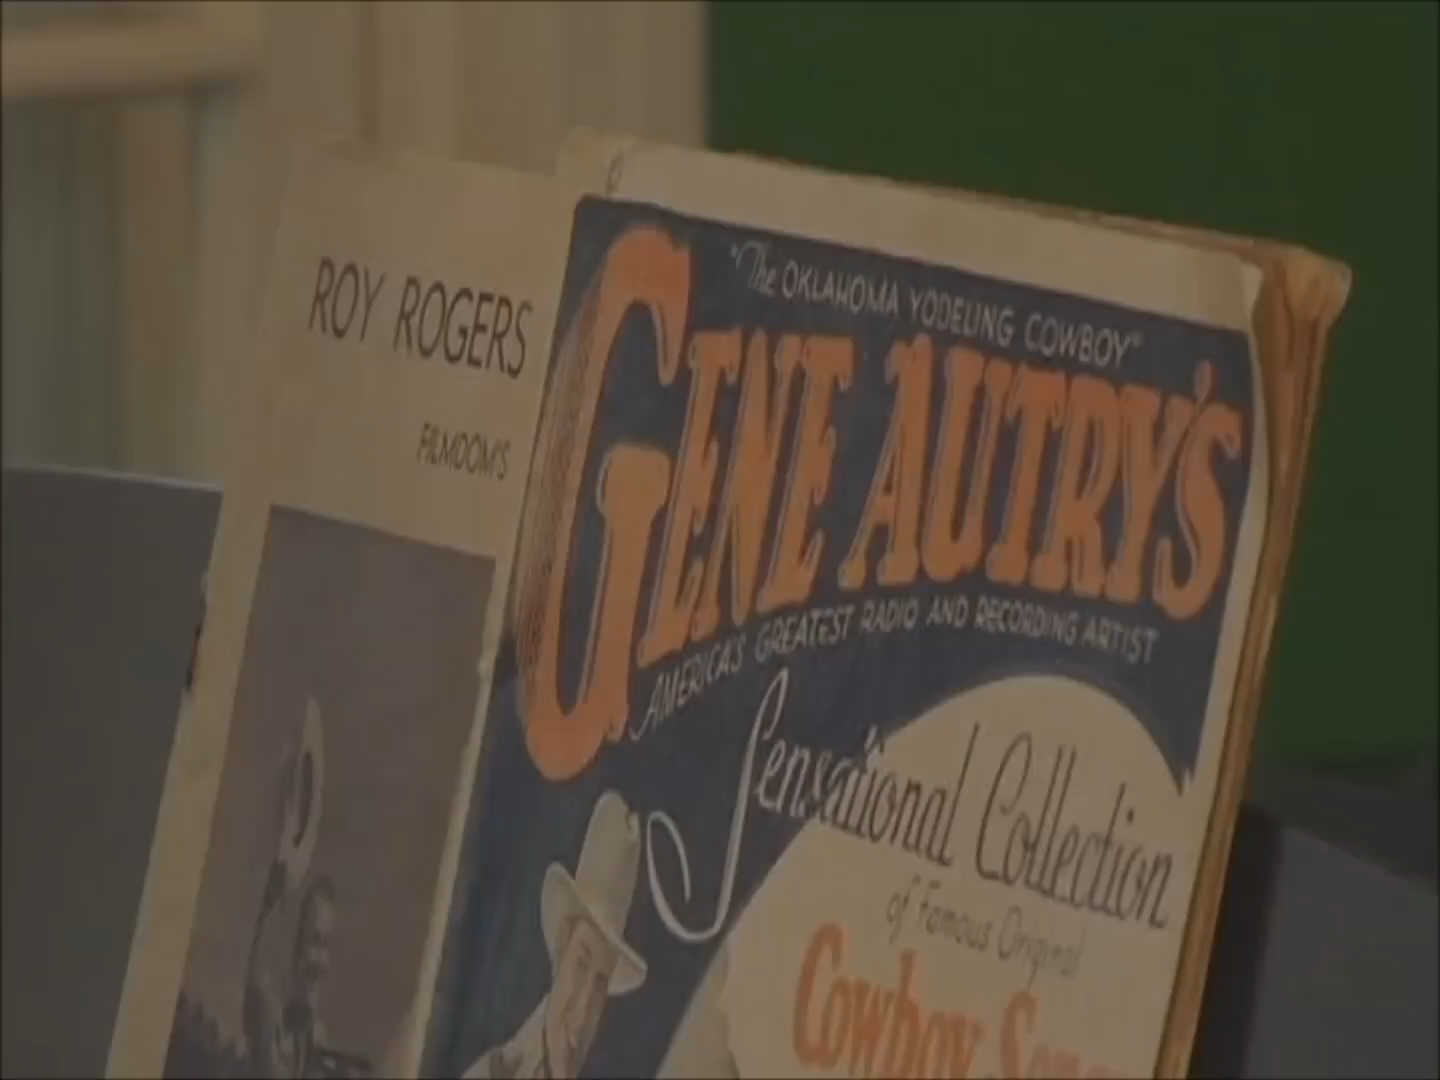 ROY ROGERS
FILMDOM'S
"The OKLAHOMA YODELING COWBOY"
GENE AUTRY'S
AMERICA'S GREATEST RADIO AND RECORDING ARTIST
Sensational Collection
of Famous Original
Cowboy